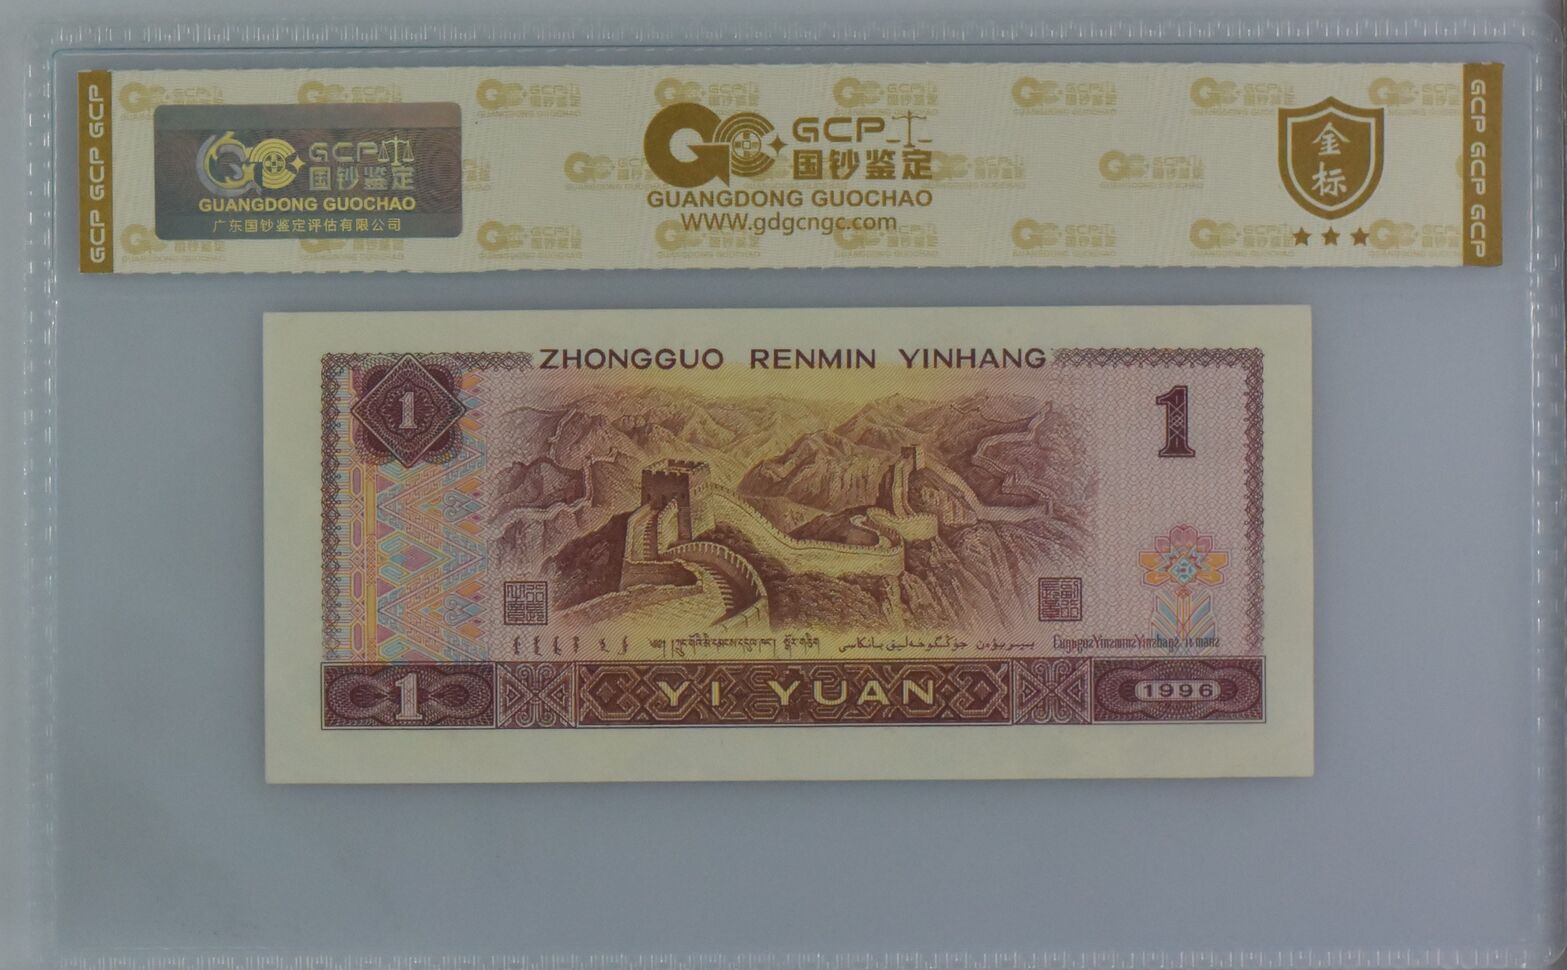 GCP GCP GCP
GCP
国钞鉴定
GUANGDONG GUOCHAO
广东国钞鉴定评估有限公司
GCP
国钞鉴定
GUANGDONG GUOCHAO
WWW.gdgcngc.com
金标
GCP GCP GCP
ZHONGGUO RENMIN YINHANG
1
1
YI YUAN
1
1996